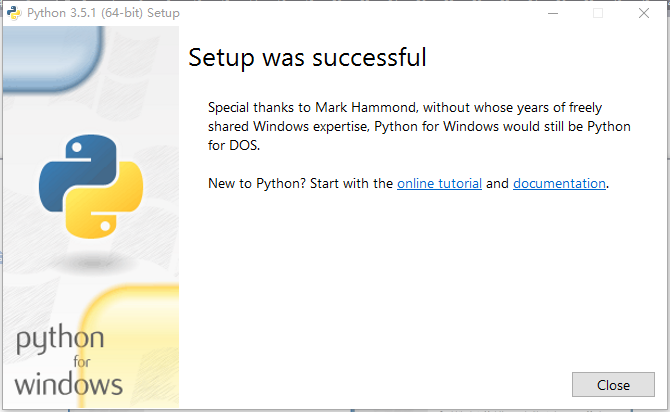 Python 3.5.1 (64-bit) Setup
Setup was successful
Special thanks to Mark Hammond, without whose years of freely
shared Windows expertise, Python for Windows would still be Python
for DOS.
New to Python? Start with the online tutorial and documentation.
python
for
windows
Close